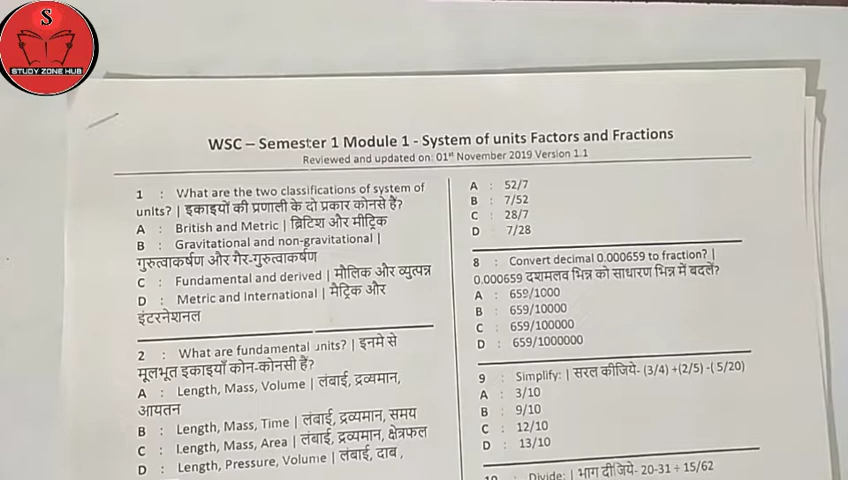 S
STUDY ZONE HUB
WSC – Semester 1 Module 1 - System of units Factors and Fractions
Reviewed and updated on: 01st November 2019 Version 1.1
1 : What are the two classifications of system of
units? | इकाइयों की प्रणाली के दो प्रकार कोनसे हैं?
A : British and Metric | ब्रिटिश और मीट्रिक
B : Gravitational and non-gravitational |
गुरुत्वाकर्षण और गैर-गुरुत्वाकर्षण
C : Fundamental and derived | मौलिक और व्युत्पन्न
D : Metric and International | मैट्रिक और
इंटरनेशनल
2 : What are fundamental units? | इनमे से
मूलभूत इकाइयाँ कोन-कोनसी हैं?
A : Length, Mass, Volume | लंबाई, द्रव्यमान,
आयतन
B : Length, Mass, Time | लंबाई, द्रव्यमान, समय
C : Length, Mass, Area | लंबाई, द्रव्यमान, क्षेत्रफल
D : Length, Pressure, Volume | लंबाई, दाब ,
A : 52/7
B : 7/52
C : 28/7
D : 7/28
8 : Convert decimal 0.000659 to fraction? |
0.000659 दशमलव भिन्न को साधारण भिन्न में बदलें?
A : 659/1000
B : 659/10000
C : 659/100000
D : 659/1000000
9 : Simplify: | सरल कीजिये- (3/4) +(2/5) -( 5/20)
A : 3/10
B : 9/10
C : 12/10
D : 13/10
10 : Divide: | भाग दीजिये- 20-31 ÷ 15/62